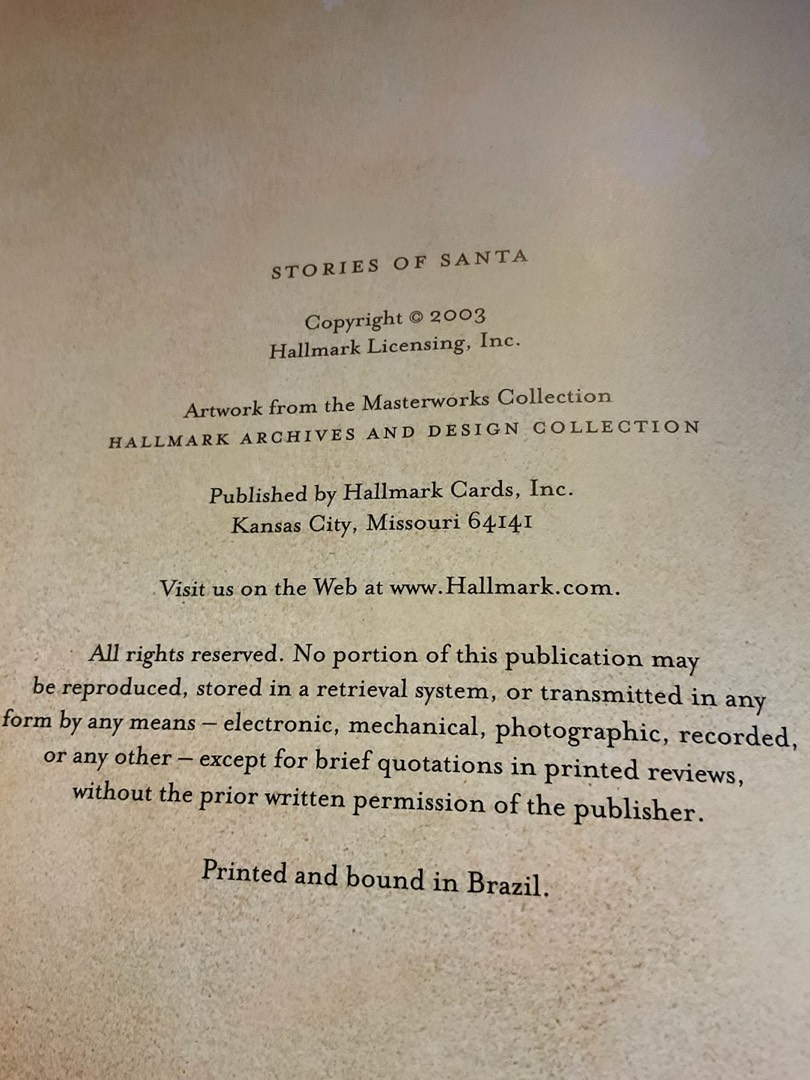 STORIES OF SANTA
Copyright © 2003
Hallmark Licensing, Inc.
Artwork from the Masterworks Collection
HALLMARK ARCHIVES AND DESIGN COLLECTION
Published by Hallmark Cards, Inc.
Kansas City, Missouri 64141
Visit us on the Web at www.Hallmark.com.
All rights reserved. No portion of this publication may
be reproduced, stored in a retrieval system, or transmitted in any
form by any means – electronic, mechanical, photographic, recorded,
or any other – except for brief quotations in printed reviews,
without the prior written permission of the publisher.
Printed and bound in Brazil.